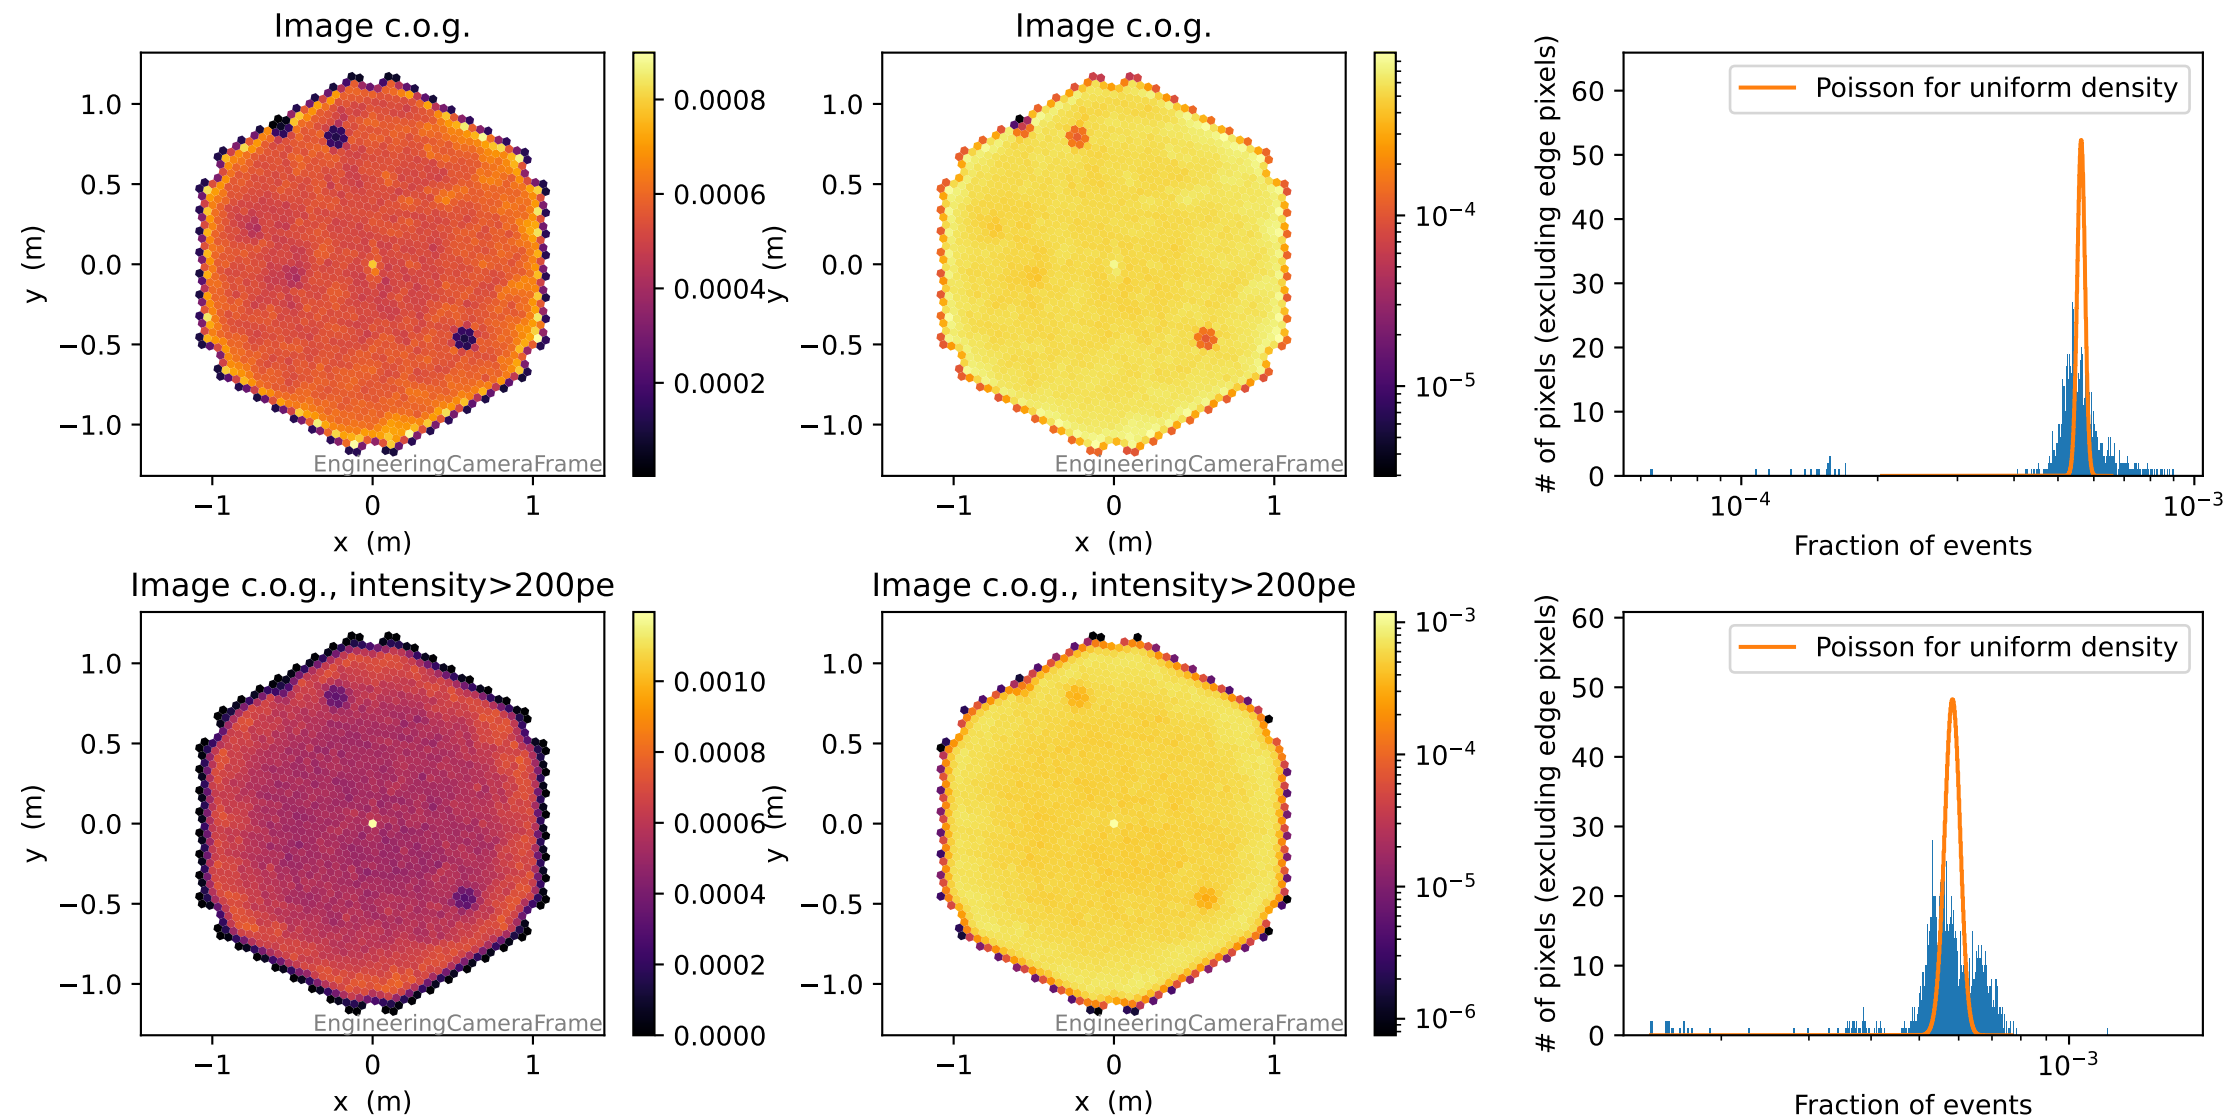 Image c.o.g.
1.0
0.5
0.0
−0.5
−1.0
y (m)
−1 0 1
x (m)
EngineeringCameraFrame
0.0008
0.0006
0.0004
0.0002
Image c.o.g.
1.0
0.5
0.0
−0.5
−1.0
y (m)
−1 0 1
x (m)
EngineeringCameraFrame
10⁻⁴
10⁻⁵
# of pixels (excluding edge pixels)
60
50
40
30
20
10
0
Poisson for uniform density
10⁻⁴ 10⁻³
Fraction of events
Image c.o.g., intensity>200pe
1.0
0.5
0.0
−0.5
−1.0
y (m)
−1 0 1
x (m)
EngineeringCameraFrame
0.0010
0.0008
0.0006
0.0004
0.0002
0.0000
Image c.o.g., intensity>200pe
1.0
0.5
0.0
−0.5
−1.0
y (m)
−1 0 1
x (m)
EngineeringCameraFrame
10⁻³
10⁻⁴
10⁻⁵
10⁻⁶
# of pixels (excluding edge pixels)
60
50
40
30
20
10
0
Poisson for uniform density
10⁻³
Fraction of events